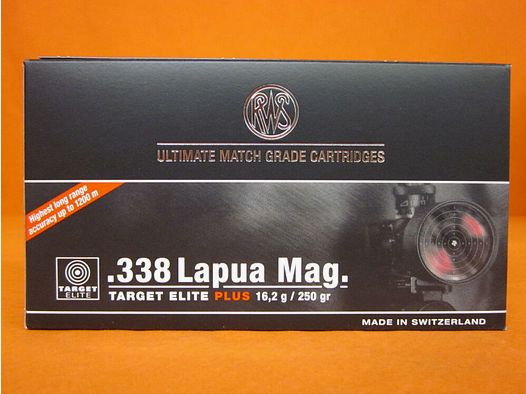 RWS
ULTIMATE MATCH GRADE CARTRIDGES
Highest long range
accuracy up to 1200 m
TARGET
ELITE
.338 Lapua Mag.
TARGET ELITE PLUS 16,2 g / 250 gr
MADE IN SWITZERLAND